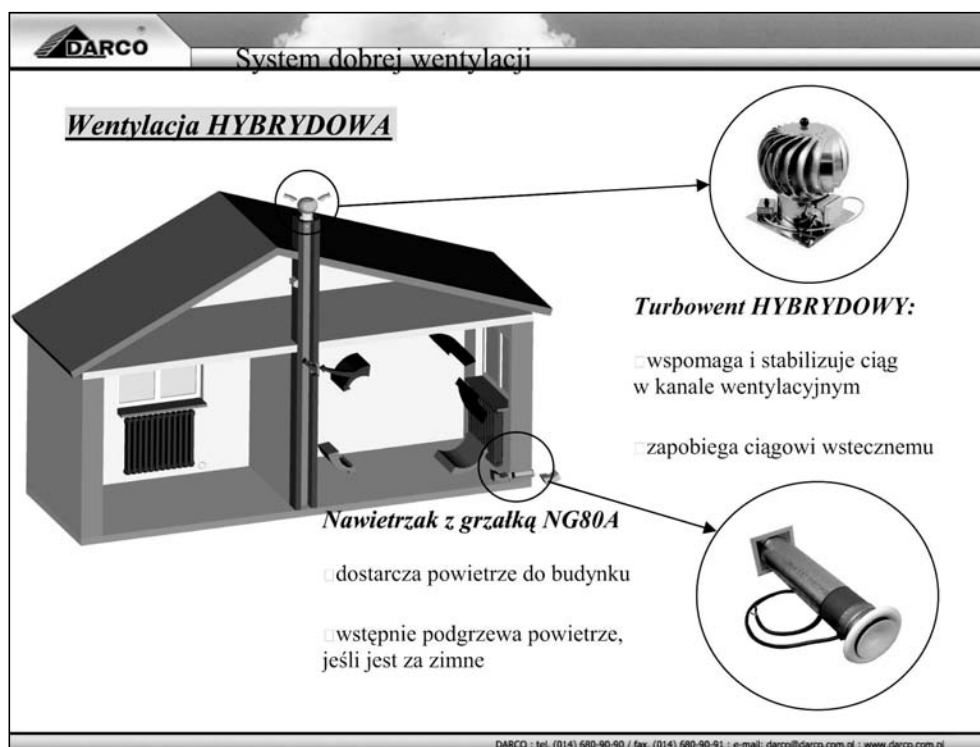 DARCO
System dobrej wentylacji
Wentylacja HYBRYDOWA
Turbowent HYBRYDOWY:
wspomaga i stabilizuje ciąg
w kanale wentylacyjnym
zapobiega ciągowi wstecznemu
Nawietrzak z grzałką NG80A
dostarcza powietrze do budynku
wstępnie podgrzewa powietrze,
jeśli jest za zimne
DARCO : tel. (014) 680-90-90 / fax. (014) 680-90-91 : e-mail: darco@darco.com.pl : www.darco.com.pl